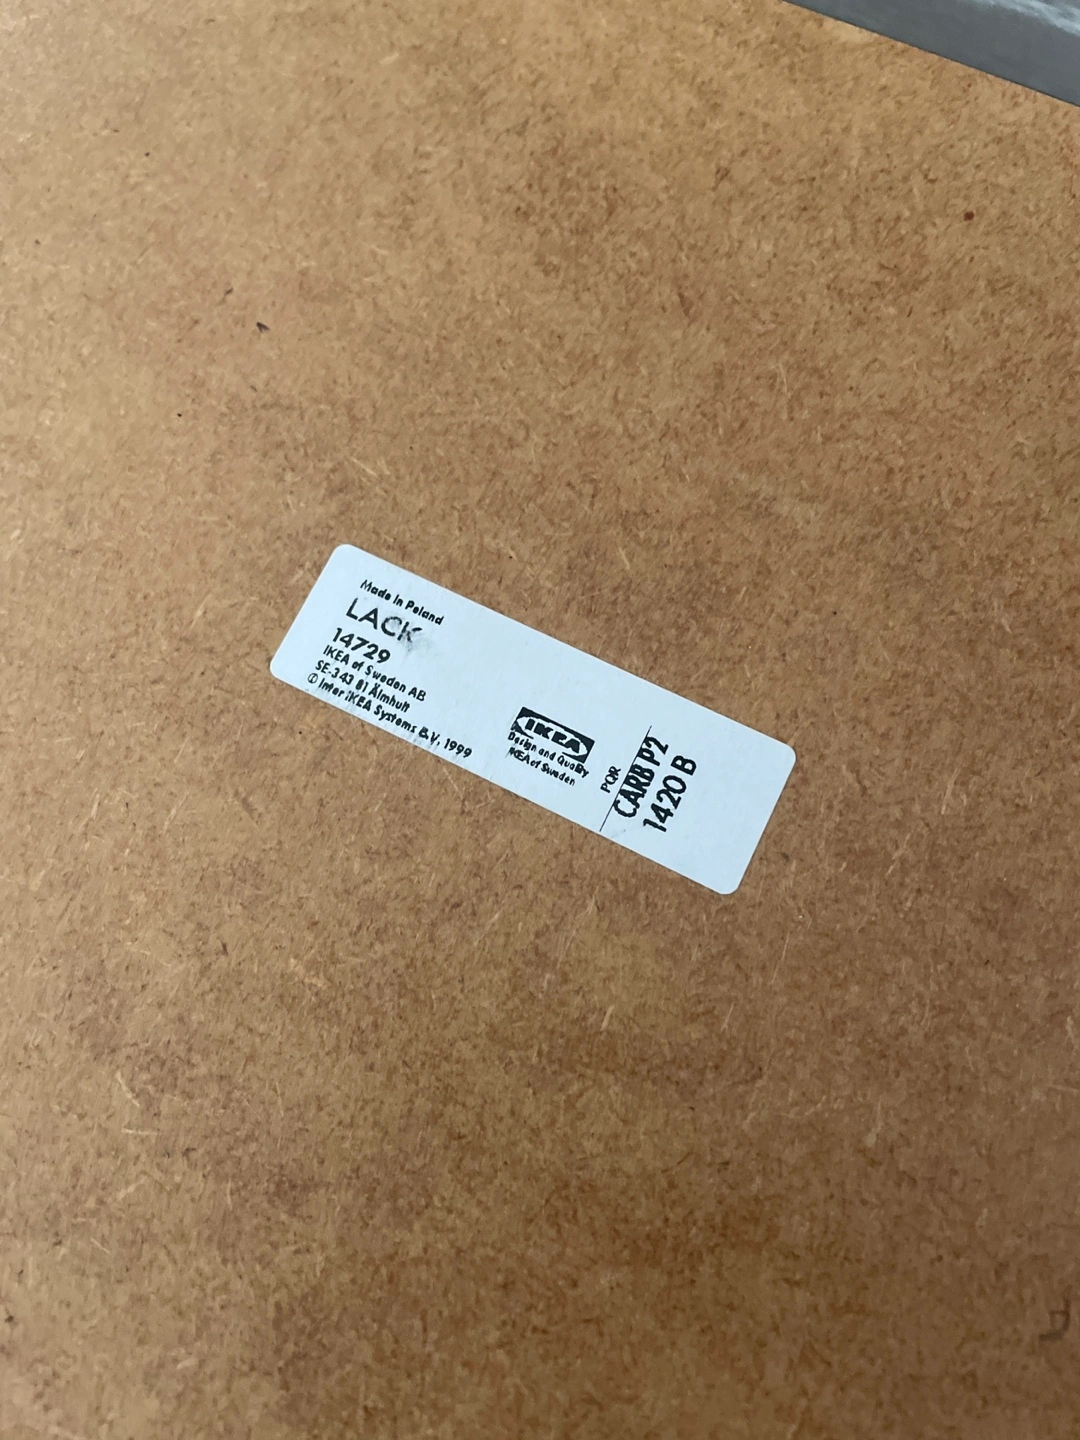 Made in Poland
LACK
14729
IKEA of Sweden AB
SE-343 81 Älmhult
© Inter IKEA Systems B.V. 1999
IKEA
Design and Quality
IKEA of Sweden
PQR
CARB P2
1420 B